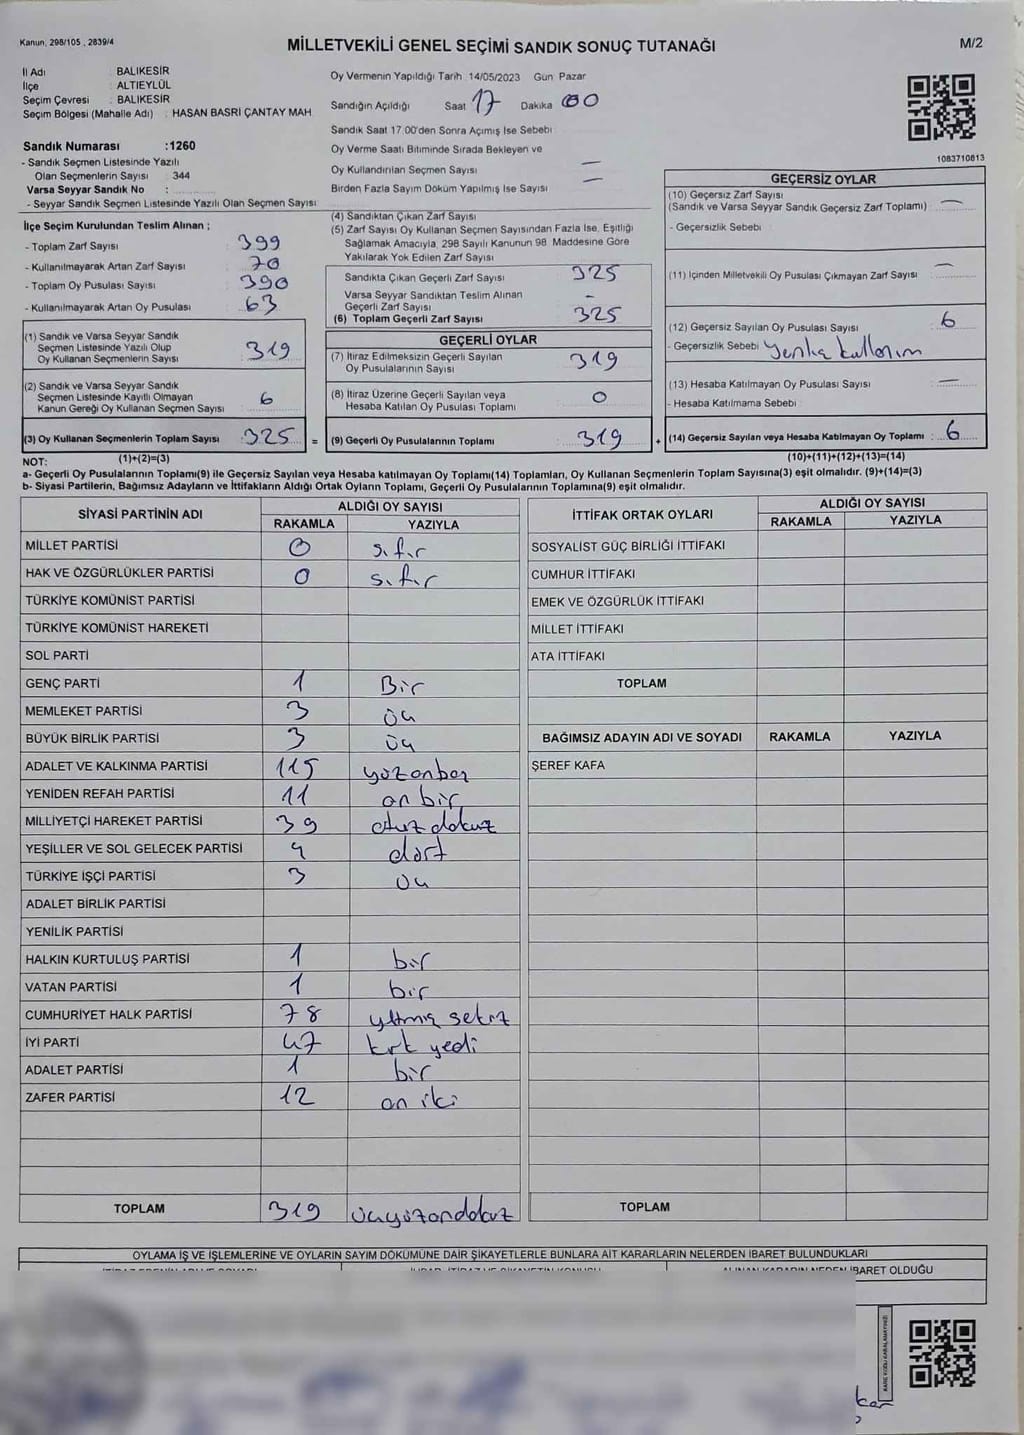 Kanun, 298/105 , 2839/4
MİLLETVEKİLİ GENEL SEÇİMİ SANDIK SONUÇ TUTANAĞI
M/2
İl Adı : BALIKESİR
İlçe : ALTIEYLÜL
Seçim Çevresi : BALIKESİR
Seçim Bölgesi (Mahalle Adı) : HASAN BASRİ ÇANTAY MAH
Sandık Numarası :1260
- Sandık Seçmen Listesinde Yazılı
Olan Seçmenlerin Sayısı : 344
Varsa Seyyar Sandık No :
- Seyyar Sandık Seçmen Listesinde Yazılı Olan Seçmen Sayısı
Oy Vermenin Yapıldığı Tarih :14/05/2023 Gün: Pazar
Sandığın Açıldığı Saat 17 Dakika 00
Sandık Saat 17:00'den Sonra Açımış İse Sebebi
Oy Verme Saati Bitiminde Sırada Bekleyen ve
Oy Kullandırılan Seçmen Sayısı —
Birden Fazla Sayım Döküm Yapılmış İse Sayısı —
1083710813
İlçe Seçim Kurulundan Teslim Alınan ;
- Toplam Zarf Sayısı : 399
- Kullanılmayarak Artan Zarf Sayısı : 70
- Toplam Oy Pusulası Sayısı : 390
- Kullanılmayarak Artan Oy Pusulası : 63
(1) Sandık ve Varsa Seyyar Sandık
Seçmen Listesinde Yazılı Olup
Oy Kullanan Seçmenlerin Sayısı : 319
(2) Sandık ve Varsa Seyyar Sandık
Seçmen Listesinde Kayıtlı Olmayan
Kanun Gereği Oy Kullanan Seçmen Sayısı : 6
(3) Oy Kullanan Seçmenlerin Toplam Sayısı : 325 =
(1)+(2)=(3)
(4) Sandıktan Çıkan Zarf Sayısı
(5) Zarf Sayısı Oy Kullanan Seçmen Sayısından Fazla İse, Eşitliği
Sağlamak Amacıyla, 298 Sayılı Kanunun 98. Maddesine Göre
Yakılarak Yok Edilen Zarf Sayısı
Sandıkta Çıkan Geçerli Zarf Sayısı : 325
Varsa Seyyar Sandıktan Teslim Alınan
Geçerli Zarf Sayısı : -
(6) Toplam Geçerli Zarf Sayısı : 325
GEÇERLİ OYLAR
(7) İtiraz Edilmeksizin Geçerli Sayılan
Oy Pusulalarının Sayısı : 319
(8) İtiraz Üzerine Geçerli Sayılan veya
Hesaba Katılan Oy Pusulası Toplamı : 0
(9) Geçerli Oy Pusulalarının Toplamı : 319 +
GEÇERSİZ OYLAR
(10) Geçersiz Zarf Sayısı
(Sandık ve Varsa Seyyar Sandık Geçersiz Zarf Toplamı) : —
- Geçersizlik Sebebi :
(11) İçinden Milletvekili Oy Pusulası Çıkmayan Zarf Sayısı : —
(12) Geçersiz Sayılan Oy Pusulası Sayısı : 6
- Geçersizlik Sebebi :
(13) Hesaba Katılmayan Oy Pusulası Sayısı : —
- Hesaba Katılmama Sebebi :
(14) Geçersiz Sayılan veya Hesaba Katılmayan Oy Toplamı : 6
(10)+(11)+(12)+(13)=(14)
NOT:
a- Geçerli Oy Pusulalarının Toplamı(9) ile Geçersiz Sayılan veya Hesaba katılmayan Oy Toplamı(14) Toplamları, Oy Kullanan Seçmenlerin Toplam Sayısına(3) eşit olmalıdır. (9)+(14)=(3)
b- Siyasi Partilerin, Bağımsız Adayların ve İttifakların Aldığı Ortak Oyların Toplamı, Geçerli Oy Pusulalarının Toplamına(9) eşit olmalıdır.
SİYASİ PARTİNİN ADI ALDIĞI OY SAYISI
RAKAMLA YAZIYLA
MİLLET PARTİSİ 0 sıfır
HAK VE ÖZGÜRLÜKLER PARTİSİ 0 sıfır
TÜRKİYE KOMÜNİST PARTİSİ
TÜRKİYE KOMÜNİST HAREKETİ
SOL PARTİ
GENÇ PARTİ 1 Bir
MEMLEKET PARTİSİ 3 üç
BÜYÜK BİRLİK PARTİSİ 3 üç
ADALET VE KALKINMA PARTİSİ 115 yüzonbeş
YENİDEN REFAH PARTİSİ 11 on bir
MİLLİYETÇİ HAREKET PARTİSİ 39 otuz dokuz
YEŞİLLER VE SOL GELECEK PARTİSİ 4 dört
TÜRKİYE İŞÇİ PARTİSİ 3 üç
ADALET BİRLİK PARTİSİ
YENİLİK PARTİSİ
HALKIN KURTULUŞ PARTİSİ 1 bir
VATAN PARTİSİ 1 bir
CUMHURİYET HALK PARTİSİ 78 yetmiş sekiz
İYİ PARTİ 47 kırk yedi
ADALET PARTİSİ 1 bir
ZAFER PARTİSİ 12 on iki
TOPLAM 319 üçyüzondokuz
İTTİFAK ORTAK OYLARI ALDIĞI OY SAYISI
RAKAMLA YAZIYLA
SOSYALİST GÜÇ BİRLİĞİ İTTİFAKI
CUMHUR İTTİFAKI
EMEK VE ÖZGÜRLÜK İTTİFAKI
MİLLET İTTİFAKI
ATA İTTİFAKI
TOPLAM
BAĞIMSIZ ADAYIN ADI VE SOYADI RAKAMLA YAZIYLA
ŞEREF KAFA
TOPLAM
OYLAMA İŞ VE İŞLEMLERİNE VE OYLARIN SAYIM DÖKÜMÜNE DAİR ŞİKAYETLERLE BUNLARA AİT KARARLARIN NELERDEN İBARET BULUNDUKLARI
ALINAN KARARIN NEDEN İBARET OLDUĞU